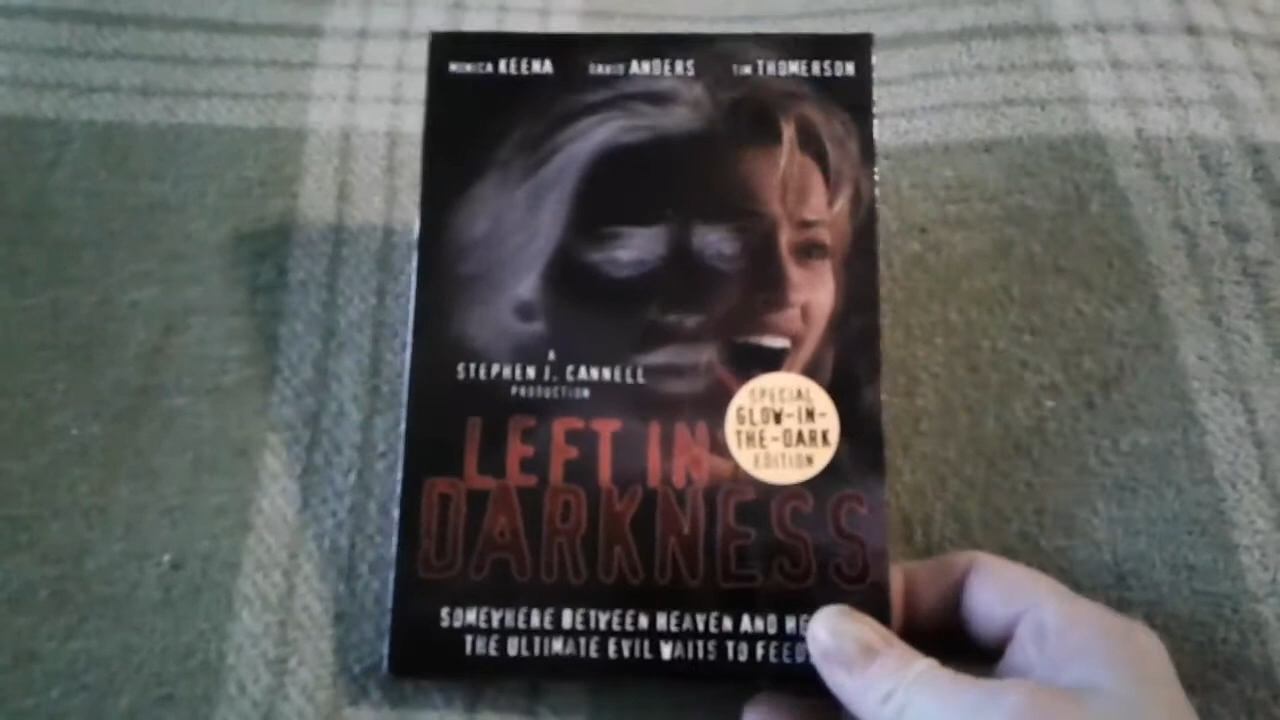 MONICA KEENA DAVID ANDERS TIM THOMERSON
A
STEPHEN J. CANNELL
PRODUCTION
SPECIAL
GLOW-IN-
THE-DARK
EDITION
LEFT IN
DARKNESS
SOMEWHERE BETWEEN HEAVEN AND
THE ULTIMATE EVIL WAITS TO FEED